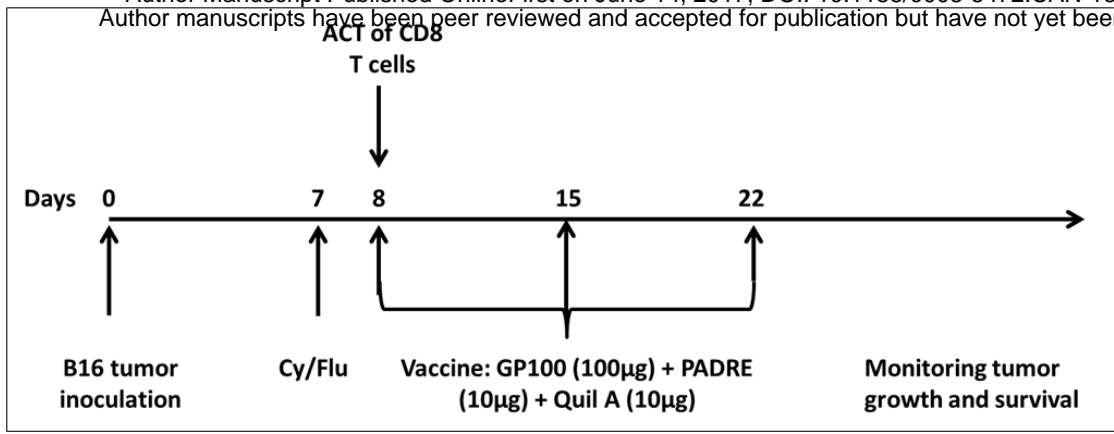 Author manuscripts have been peer reviewed and accepted for publication but have not yet been
ACT of CD8
T cells
Days 0 7 8 15 22
B16 tumor
inoculation
Cy/Flu
Vaccine: GP100 (100µg) + PADRE
(10µg) + Quil A (10µg)
Monitoring tumor
growth and survival